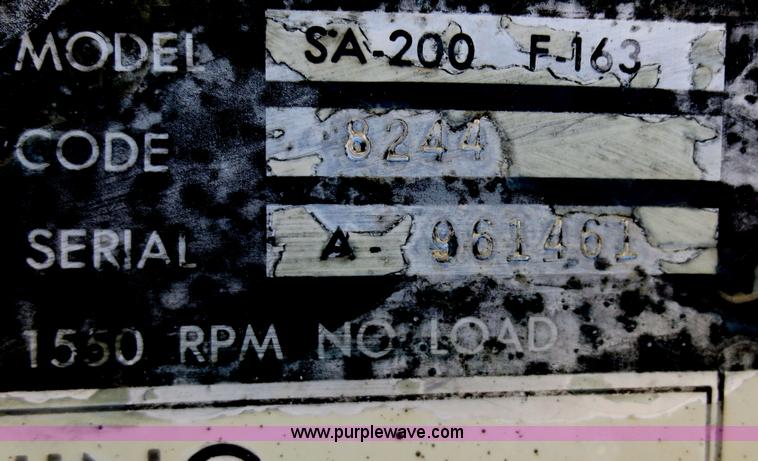 MODEL SA-200 F-163
CODE 8244
SERIAL A- 961461
1550 RPM NO LOAD
www.purplewave.com